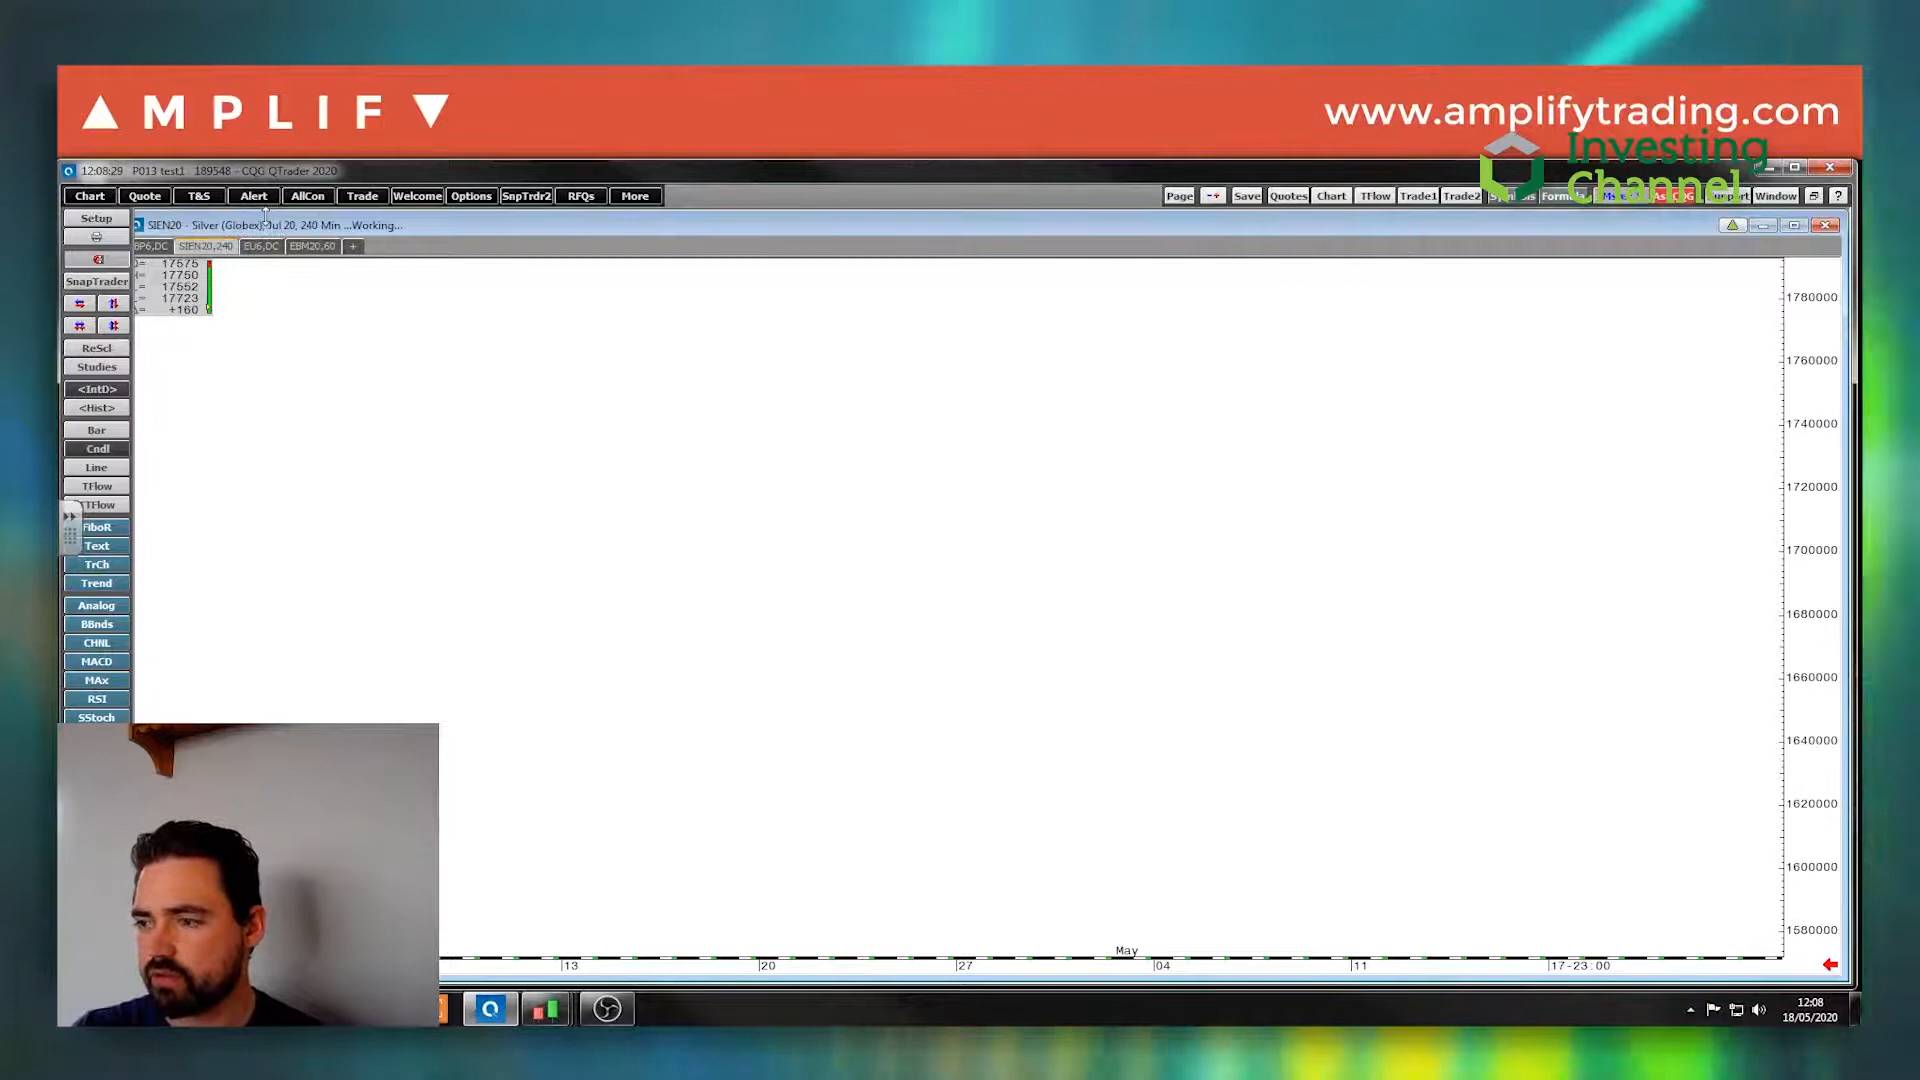 AMPLIFY
www.amplifytrading.com
Investing
Channel
12:08:29 P013 test1 189548 - CQG QTrader 2020
Chart Quote T&S Alert AllCon Trade Welcome Options SnpTrdr2 RFQs More
Page -+ Save Quotes Chart TFlow Trade1 Trade2 Window ?
Setup
SIEN20 - Silver (Globex), Jul 20, 240 Min ...Working...
BP6,DC SIEN20,240 EU6,DC EBM20,60 +
17575
17750
17552
17723
+160
SnapTrader
ReScl
Studies
<IntD>
<Hist>
Bar
Cndl
Line
TFlow
TFlow
FiboR
Text
TrCh
Trend
Analog
BBnds
CHNL
MACD
MAx
RSI
SStoch
1780000
1760000
1740000
1720000
1700000
1680000
1660000
1640000
1620000
1600000
1580000
May
13 20 27 04 11 17-23:00
12:08
18/05/2020